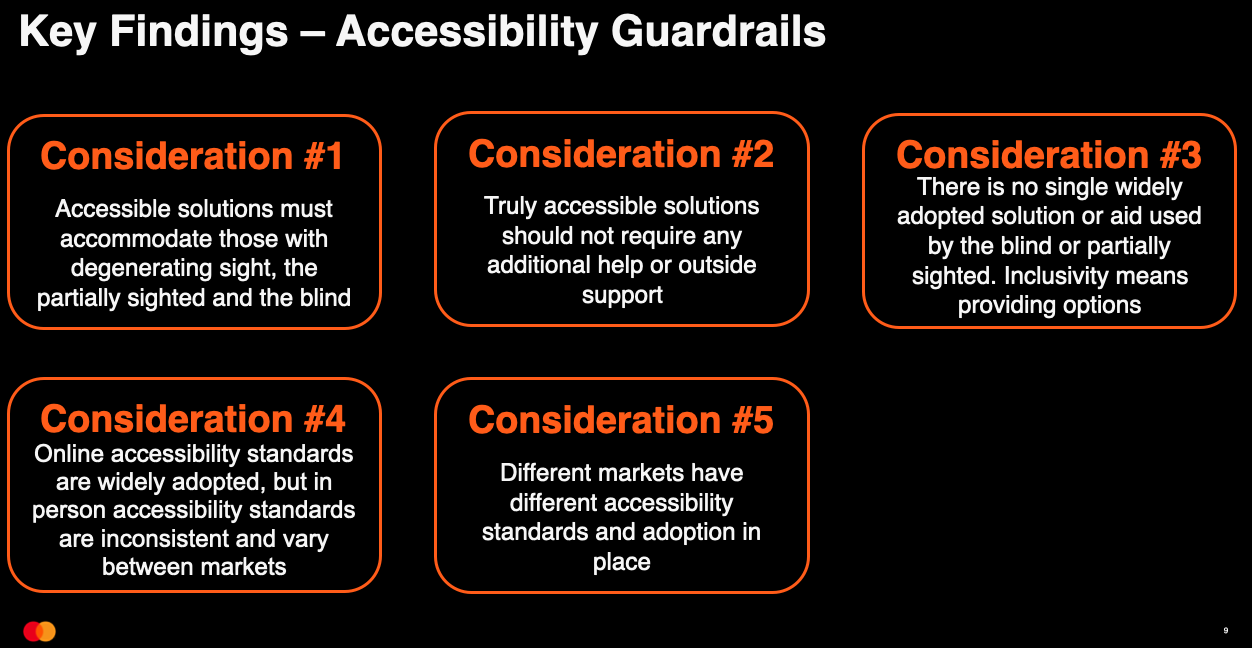 Key Findings – Accessibility Guardrails
Consideration #1
Accessible solutions must
accommodate those with
degenerating sight, the
partially sighted and the blind
Consideration #2
Truly accessible solutions
should not require any
additional help or outside
support
Consideration #3
There is no single widely
adopted solution or aid used
by the blind or partially
sighted. Inclusivity means
providing options
Consideration #4
Online accessibility standards
are widely adopted, but in
person accessibility standards
are inconsistent and vary
between markets
Consideration #5
Different markets have
different accessibility
standards and adoption in
place
9